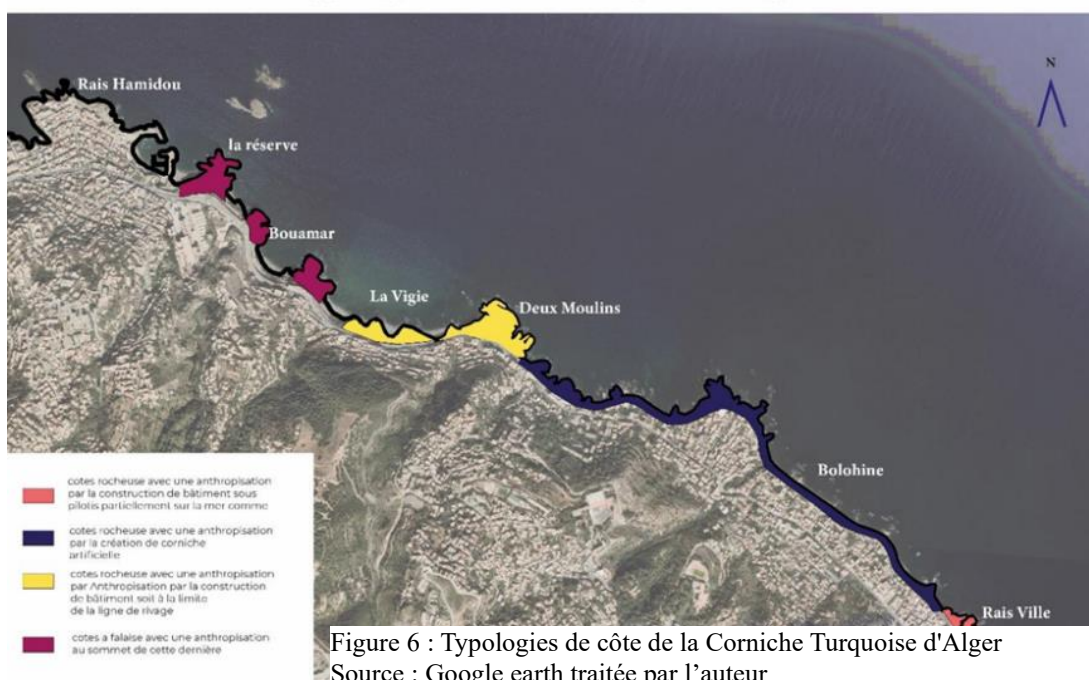 N
Rais Hamidou
la réserve
Bouamar
La Vigie
Deux Moulins
Bolohine
Rais Ville
cotes rocheuse avec une anthropisation
par la construction de bâtiment sous
pilotis partiellement sur la mer comme
cotes rocheuse avec une anthropisation
par la création de corniche
artificielle
cotes rocheuse avec une anthropisation
par Anthropisation par la construction
de bâtiment soit à la limite
de la ligne de rivage
cotes a falaise avec une anthropisation
au sommet de cette dernière
Figure 6 : Typologies de côte de la Corniche Turquoise d'Alger
Source : Google earth traitée par l’auteur